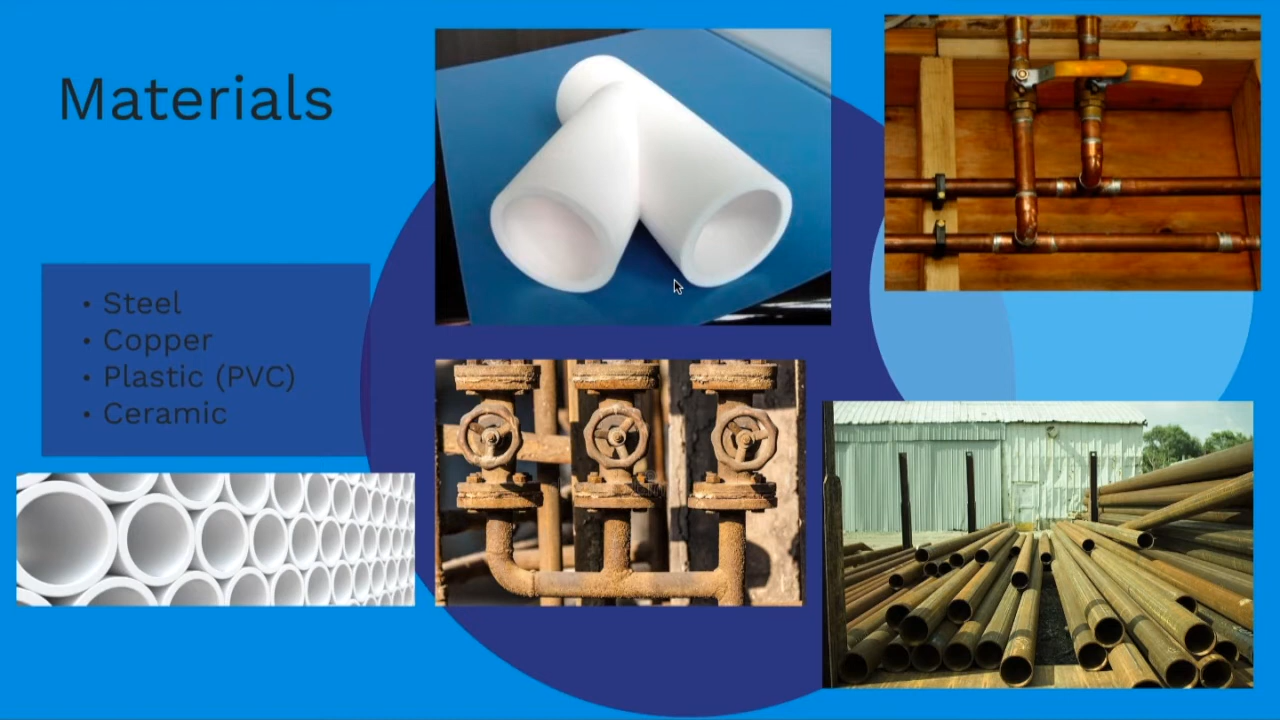 Materials
• Steel
• Copper
• Plastic (PVC)
• Ceramic